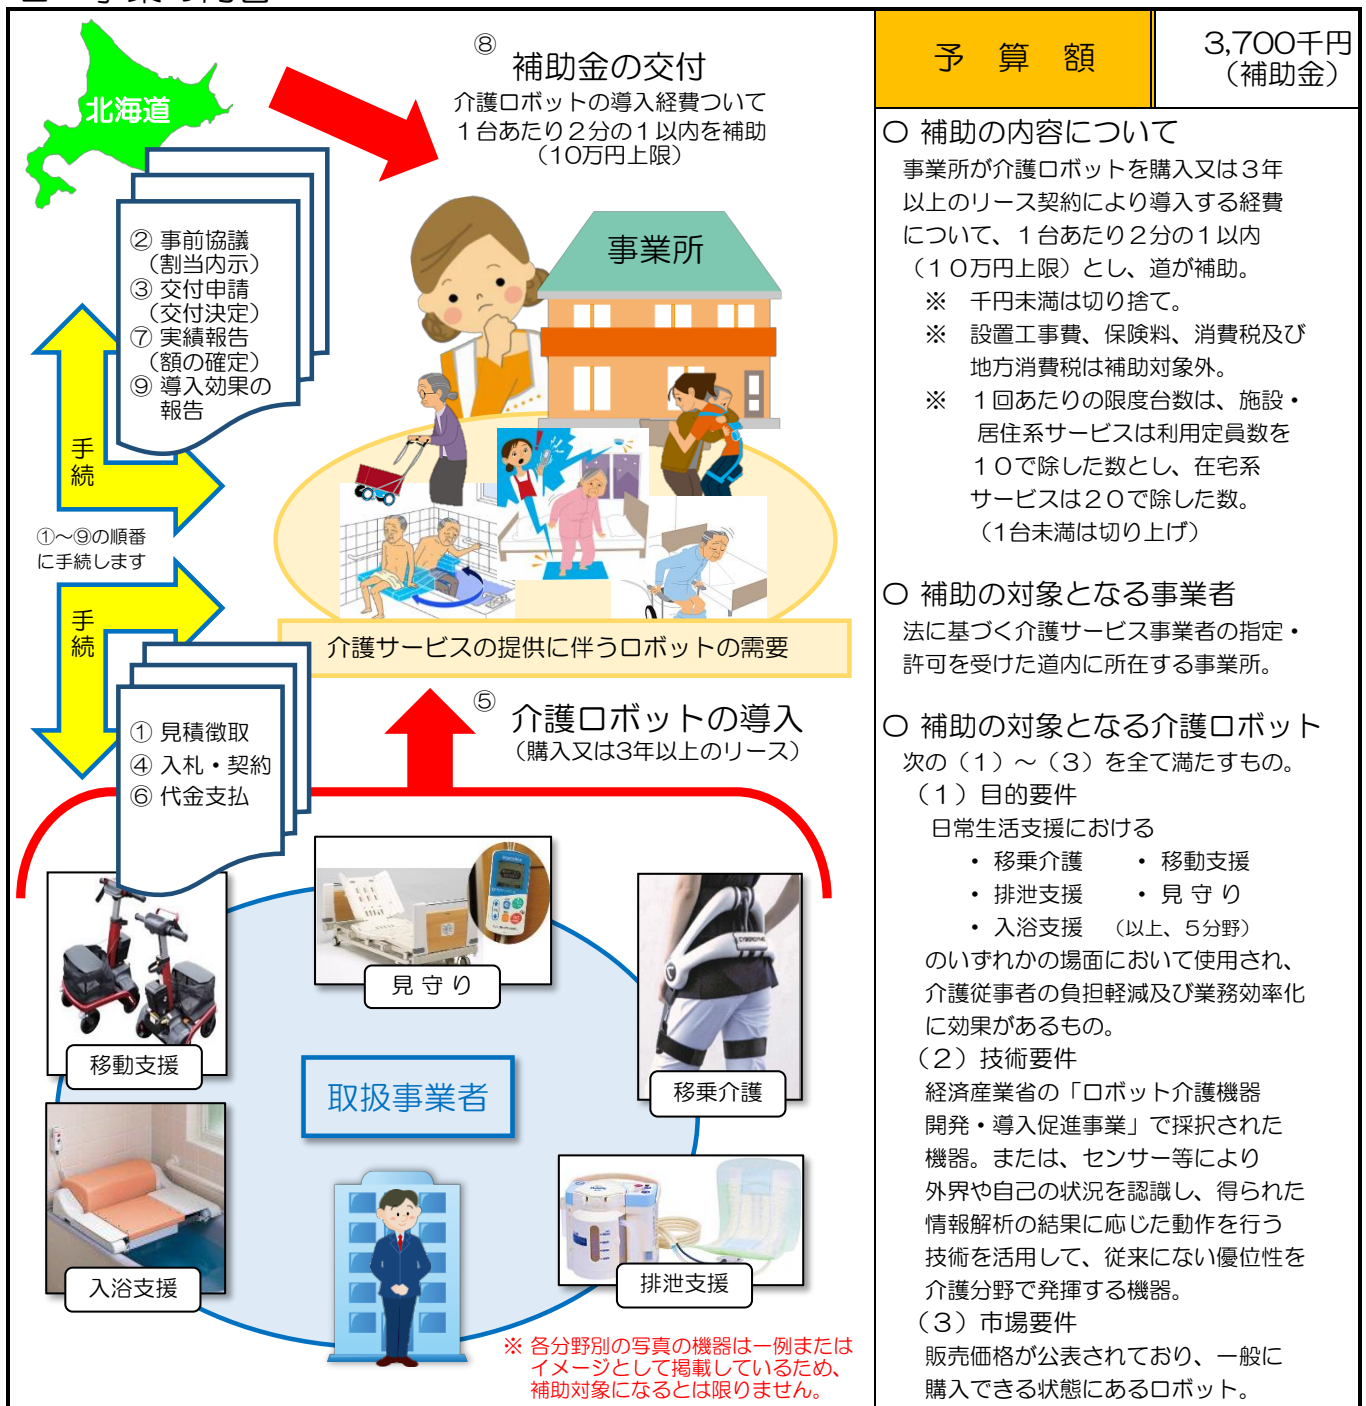 ⑧
補助金の交付
介護ロボットの導入経費ついて
1台あたり2分の1以内を補助
（10万円上限）
北海道
② 事前協議
（割当内示）
③ 交付申請
（交付決定）
⑦ 実績報告
（額の確定）
⑨ 導入効果の
報告
手続
①～⑨の順番
に手続します
手続
事業所
介護サービスの提供に伴うロボットの需要
① 見積徴取
④ 入札・契約
⑥ 代金支払
⑤
介護ロボットの導入
（購入又は3年以上のリース）
見守り
移動支援
移乗介護
取扱事業者
入浴支援
排泄支援
※ 各分野別の写真の機器は一例または
イメージとして掲載しているため、
補助対象になるとは限りません。
予 算 額
3,700千円
（補助金）
○ 補助の内容について
事業所が介護ロボットを購入又は3年
以上のリース契約により導入する経費
について、1台あたり2分の1以内
（10万円上限）とし、道が補助。
※ 千円未満は切り捨て。
※ 設置工事費、保険料、消費税及び
地方消費税は補助対象外。
※ 1回あたりの限度台数は、施設・
居住系サービスは利用定員数を
10で除した数とし、在宅系
サービスは20で除した数。
（1台未満は切り上げ）
○ 補助の対象となる事業者
法に基づく介護サービス事業者の指定・
許可を受けた道内に所在する事業所。
○ 補助の対象となる介護ロボット
次の（1）～（3）を全て満たすもの。
（1）目的要件
日常生活支援における
・ 移乗介護 ・ 移動支援
・ 排泄支援 ・ 見守り
・ 入浴支援 （以上、5分野）
のいずれかの場面において使用され、
介護従事者の負担軽減及び業務効率化
に効果があるもの。
（2）技術要件
経済産業省の「ロボット介護機器
開発・導入促進事業」で採択された
機器。または、センサー等により
外界や自己の状況を認識し、得られた
情報解析の結果に応じた動作を行う
技術を活用して、従来にない優位性を
介護分野で発揮する機器。
（3）市場要件
販売価格が公表されており、一般に
購入できる状態にあるロボット。